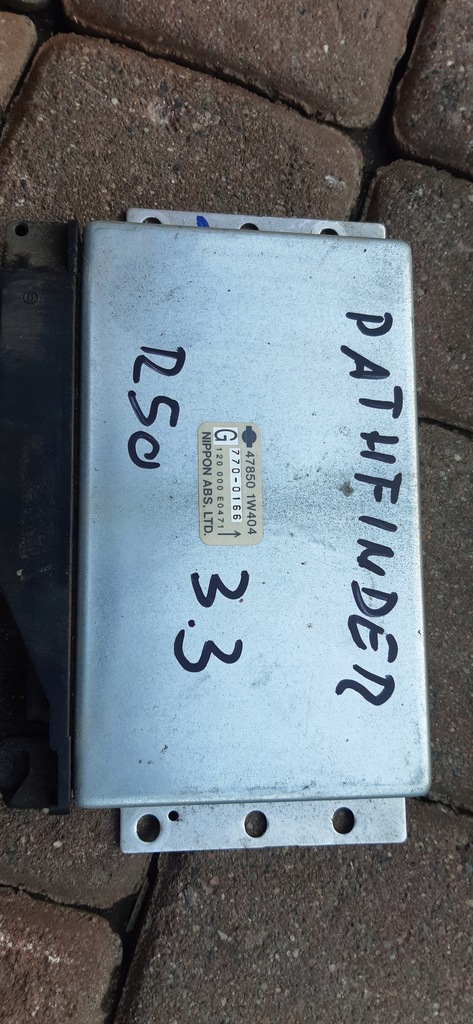 PATHFINDER
R50
3.3
47850 1W404
G 770-0166
120 000 E0471
NIPPON ABS, LTD.